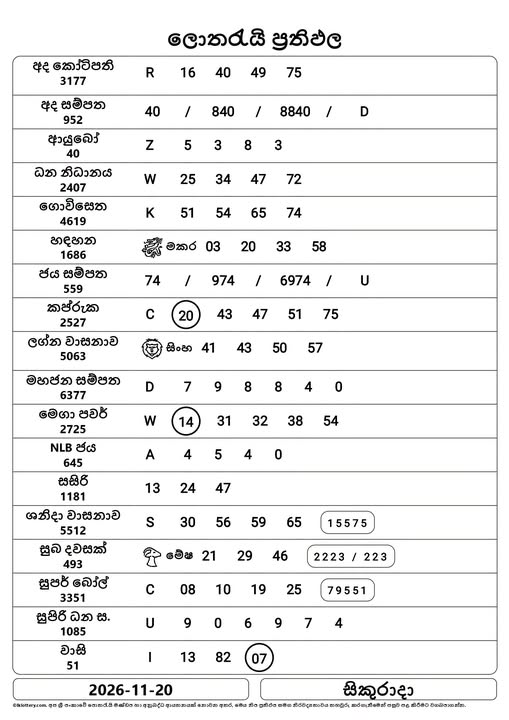 ලොතරැයි ප්‍රතිඵල
අද කෝටිපති
3177
R 16 40 49 75
අද සම්පත
952
40 / 840 / 8840 / D
ආයුබෝ
40
Z 5 3 8 3
ධන නිධානය
2407
W 25 34 47 72
ගොවිසෙත
4619
K 51 54 65 74
හඳහන
1686
මකර 03 20 33 58
ජය සම්පත
559
74 / 974 / 6974 / U
කප්රුක
2527
C 20 43 47 51 75
ලග්න වාසනාව
5063
සිංහ 41 43 50 57
මහජන සම්පත
6377
D 7 9 8 8 4 0
මෙගා පවර්
2725
W 14 31 32 38 54
NLB ජය
645
A 4 5 4 0
සසිරි
1181
13 24 47
ශනිදා වාසනාව
5512
S 30 56 59 65 15575
සුබ දවසක්
493
මේෂ 21 29 46 2223 / 223
සුපර් බෝල්
3351
C 08 10 19 25 79551
සුපිරි ධන ස.
1085
U 9 0 6 9 7 4
වාසි
51
I 13 82 07
2026-11-20 සිකුරාදා